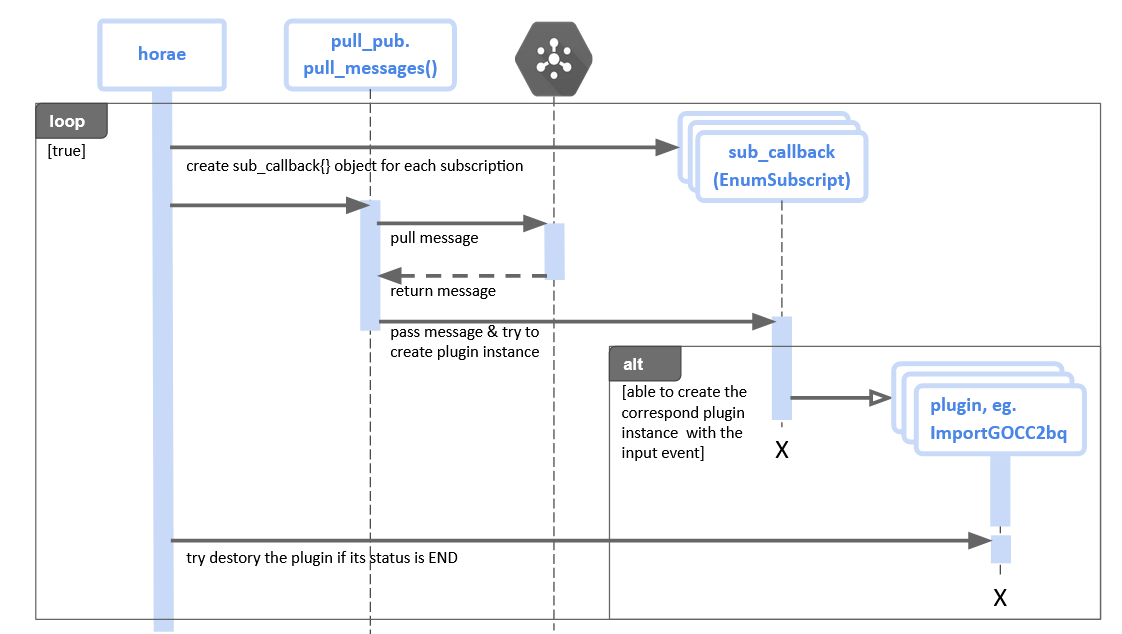 horae
pull_pub.
pull_messages()
loop
[true]
create sub_callback{} object for each subscription
sub_callback
(EnumSubscript)
pull message
return message
pass message & try to
create plugin instance
alt
[able to create the
correspond plugin
instance with the
input event]
plugin, eg.
ImportGOCC2bq
X
try destory the plugin if its status is END
X